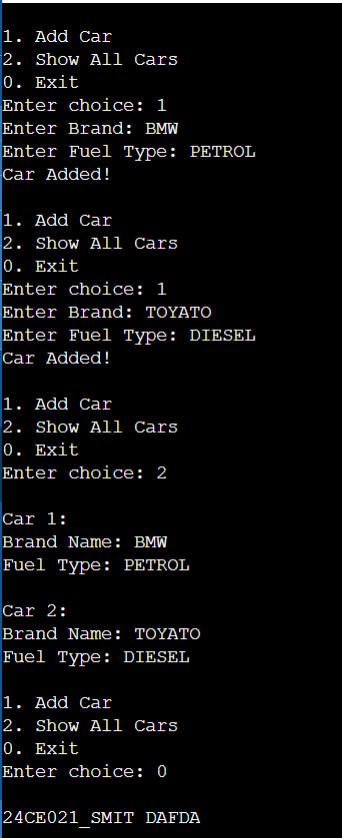 1. Add Car
2. Show All Cars
0. Exit
Enter choice: 1
Enter Brand: BMW
Enter Fuel Type: PETROL
Car Added!
1. Add Car
2. Show All Cars
0. Exit
Enter choice: 1
Enter Brand: TOYATO
Enter Fuel Type: DIESEL
Car Added!
1. Add Car
2. Show All Cars
0. Exit
Enter choice: 2
Car 1:
Brand Name: BMW
Fuel Type: PETROL
Car 2:
Brand Name: TOYATO
Fuel Type: DIESEL
1. Add Car
2. Show All Cars
0. Exit
Enter choice: 0
24CE021_SMIT DAFDA